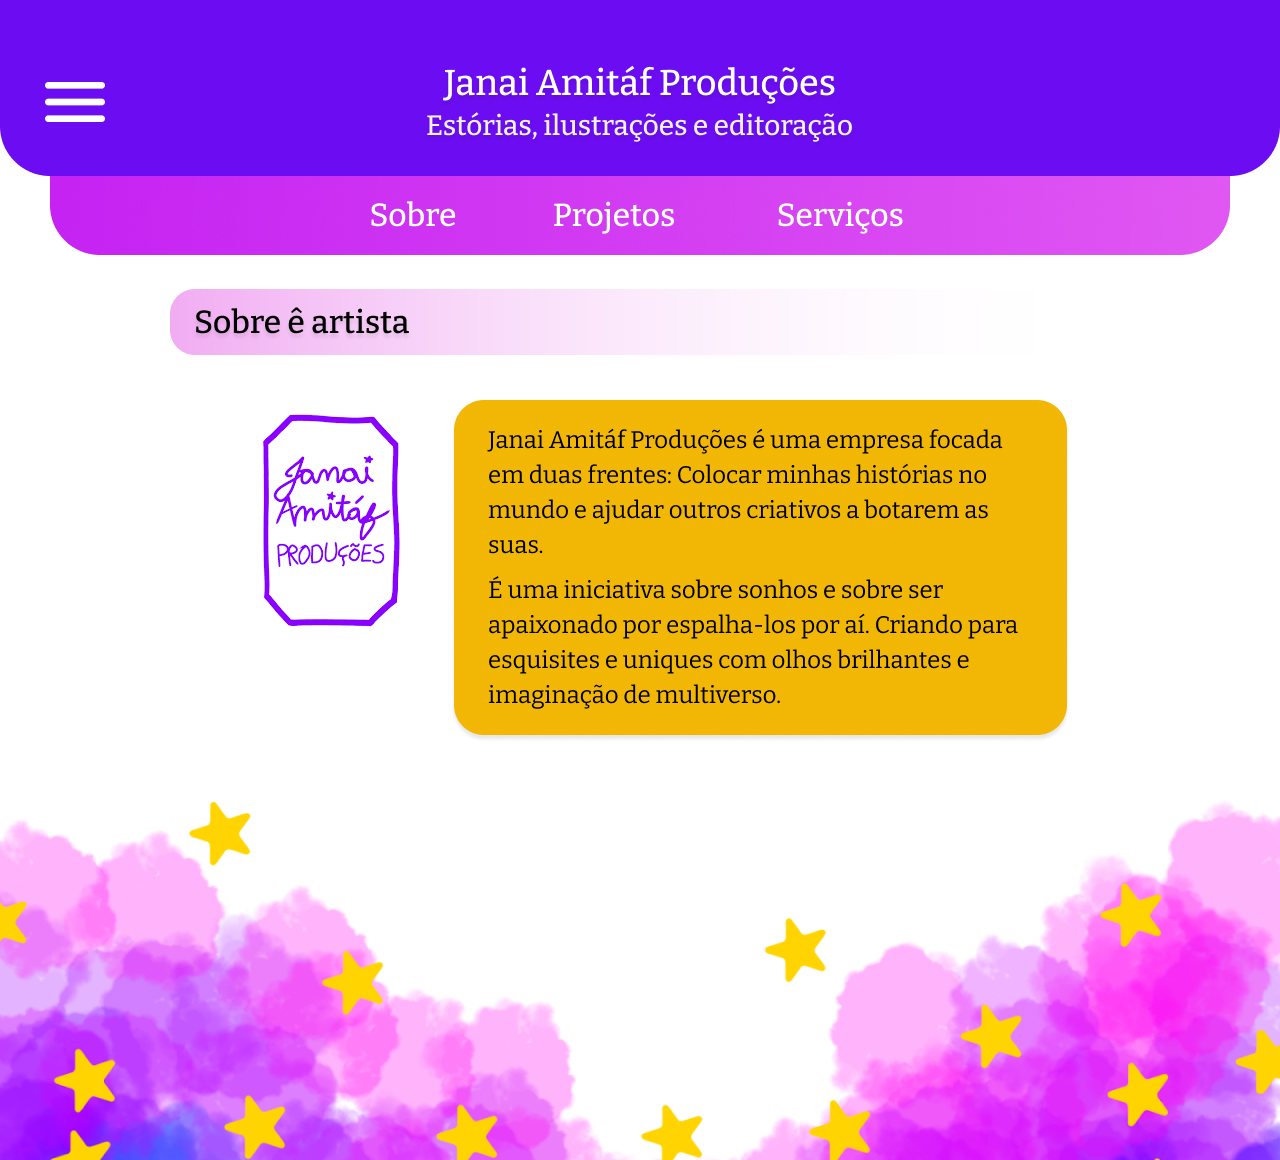 Janai Amitáf Produções
Estórias, ilustrações e editoração
Sobre Projetos Serviços
Sobre ê artista
Janai
Amitáf
PRODUÇÕES
Janai Amitáf Produções é uma empresa focada
em duas frentes: Colocar minhas histórias no
mundo e ajudar outros criativos a botarem as
suas.
É uma iniciativa sobre sonhos e sobre ser
apaixonado por espalha-los por aí. Criando para
esquisites e uniques com olhos brilhantes e
imaginação de multiverso.